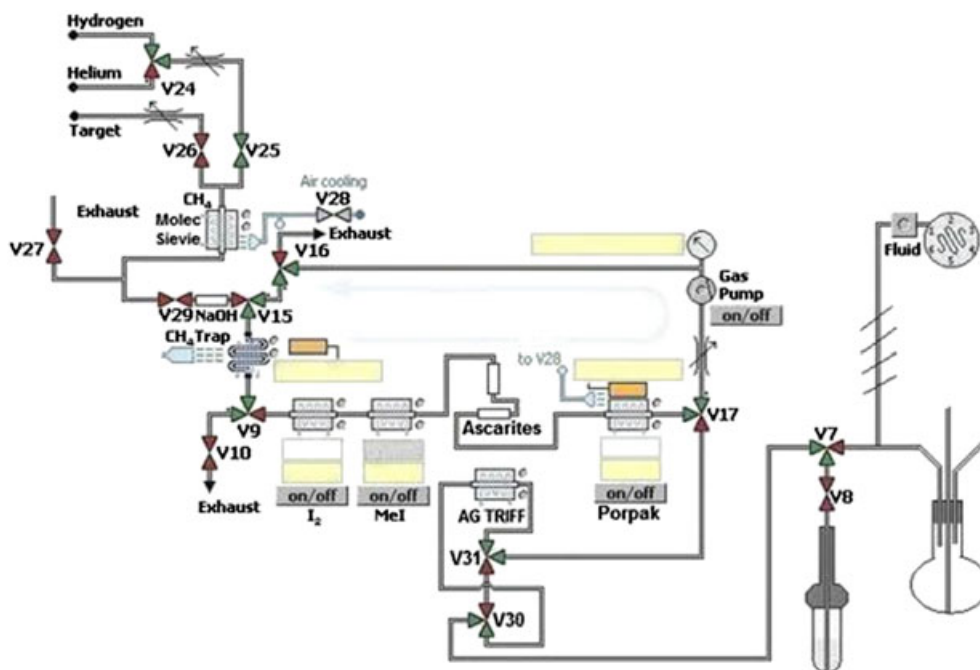 Hydrogen
Helium
V24
Target
V26
V25
CH4
Molec
Sievie
Air cooling
V28
Exhaust
Exhaust
V27
V16
Gas
Pump
on/off
Fluid
V29
NaOH
V15
CH4Trap
to V28
V17
V9
V10
Ascarites
V7
V8
on/off
on/off
on/off
Exhaust
I2
MeI
AG TRIFF
Porpak
V31
V30